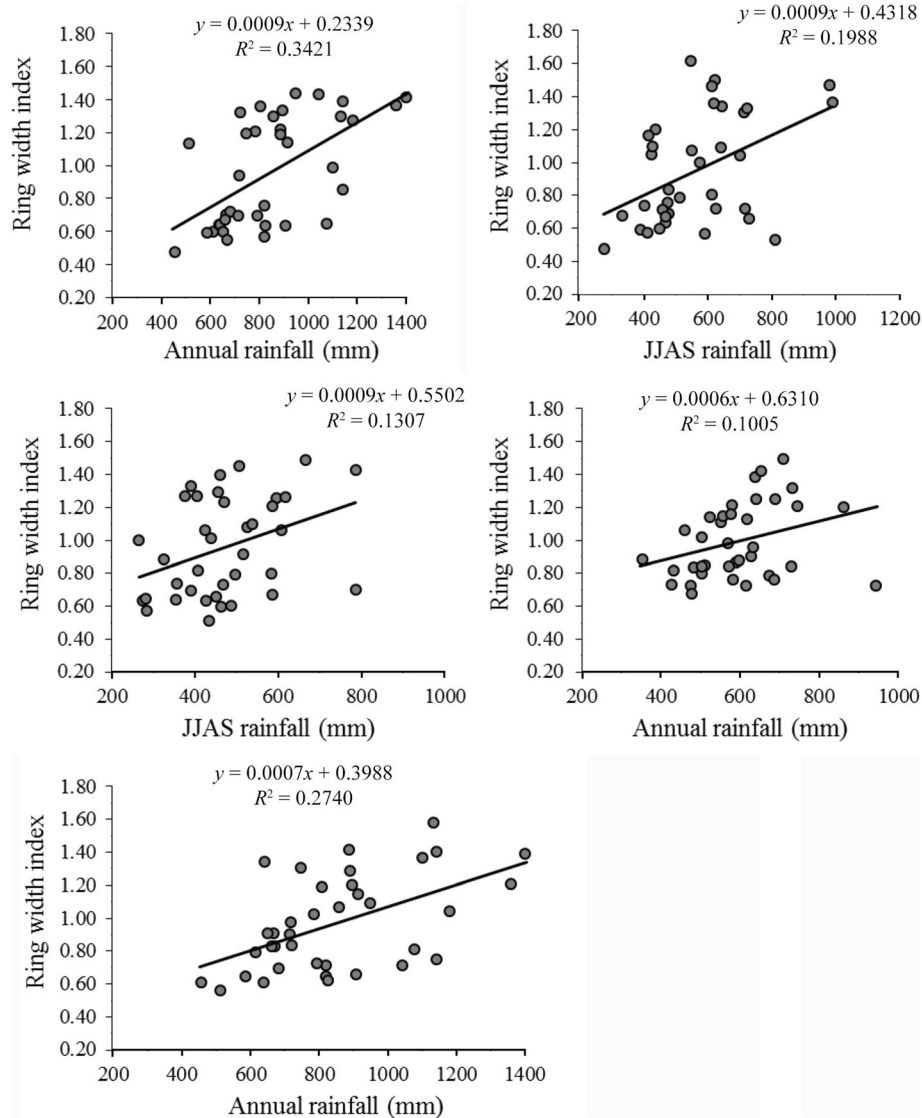 y = 0.0009x + 0.2339
R² = 0.3421
Ring width index
1.80
1.60
1.40
1.20
1.00
0.80
0.60
0.40
0.20
200 400 600 800 1000 1200 1400
Annual rainfall (mm)
y = 0.0009x + 0.4318
R² = 0.1988
Ring width index
1.80
1.60
1.40
1.20
1.00
0.80
0.60
0.40
0.20
200 400 600 800 1000 1200
JJAS rainfall (mm)
y = 0.0009x + 0.5502
R² = 0.1307
Ring width index
1.80
1.60
1.40
1.20
1.00
0.80
0.60
0.40
0.20
200 400 600 800 1000
JJAS rainfall (mm)
y = 0.0006x + 0.6310
R² = 0.1005
Ring width index
1.80
1.60
1.40
1.20
1.00
0.80
0.60
0.40
0.20
200 400 600 800 1000
Annual rainfall (mm)
y = 0.0007x + 0.3988
R² = 0.2740
Ring width index
1.80
1.60
1.40
1.20
1.00
0.80
0.60
0.40
0.20
200 400 600 800 1000 1200 1400
Annual rainfall (mm)